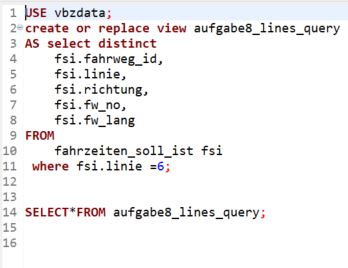 1 USE vbzdata;
2 create or replace view aufgabe8_lines_query
3 AS select distinct
4     fsi.fahrweg_id,
5     fsi.linie,
6     fsi.richtung,
7     fsi.fw_no,
8     fsi.fw_lang
9 FROM
10     fahrzeiten_soll_ist fsi
11  where fsi.linie =6;
12
13
14 SELECT*FROM aufgabe8_lines_query;
15
16